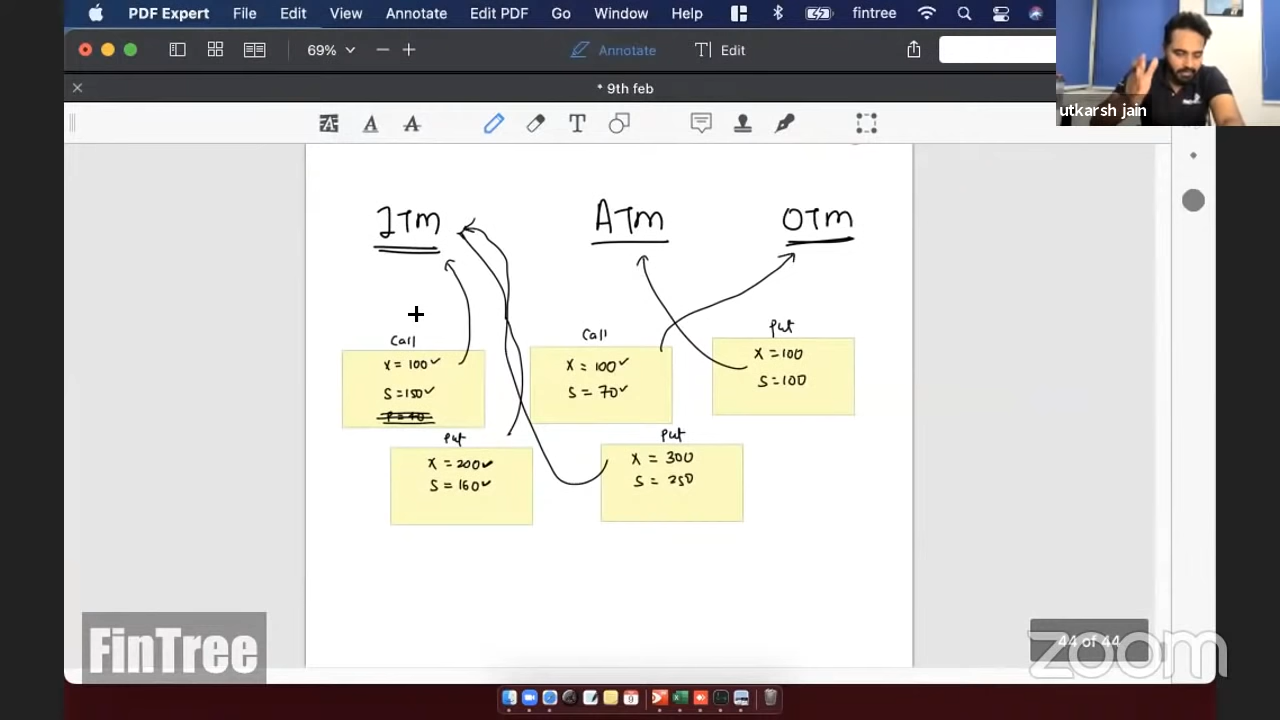 PDF Expert File Edit View Annotate Edit PDF Go Window Help fintree
69% Annotate Edit
* 9th feb
utkarsh jain
ITM ATM OTM
Call
X = 100✓
S = 150✓
Call
X = 100✓
S = 70✓
Put
X = 100
S = 100
Put
X = 200✓
S = 160✓
Put
X = 300
S = 250
FinTree
44 of 44
zoom